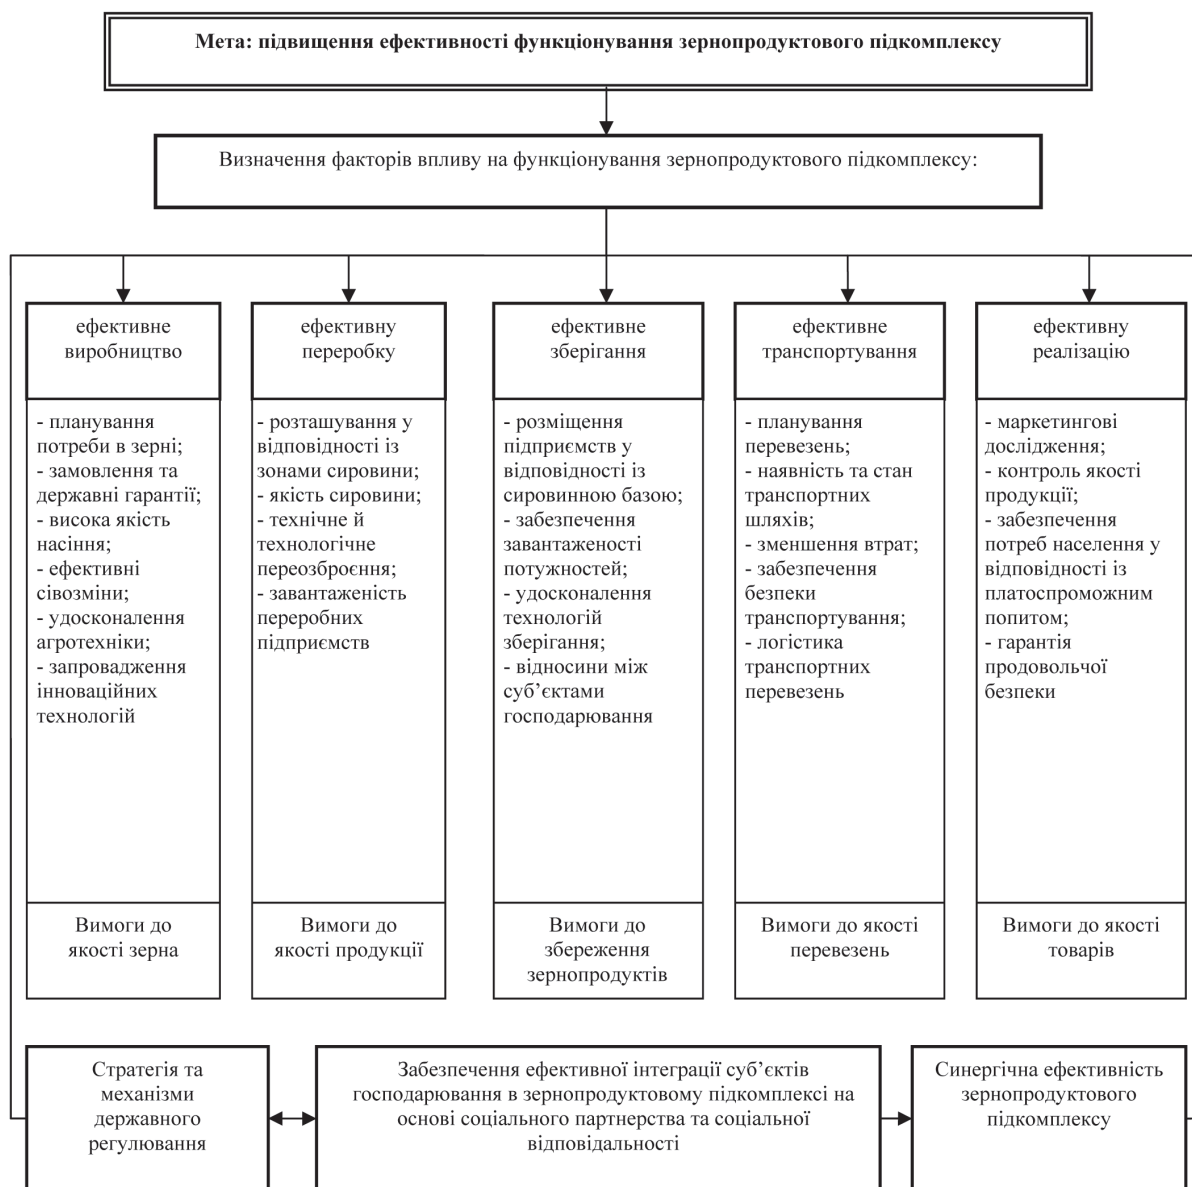 Мета: підвищення ефективності функціонування зернопродуктового підкомплексу
Визначення факторів впливу на функціонування зернопродуктового підкомплексу:
ефективне
виробництво
- планування
потреби в зерні;
- замовлення та
державні гарантії;
- висока якість
насіння;
- ефективні
сівозміни;
- удосконалення
агротехніки;
- запровадження
інноваційних
технологій
Вимоги до
якості зерна
ефективну
переробку
- розташування у
відповідності із
зонами сировини;
- якість сировини;
- технічне й
технологічне
переозброєння;
- завантаженість
переробних
підприємств
Вимоги до
якості продукції
ефективне
зберігання
- розміщення
підприємств у
відповідності із
сировинною базою;
- забезпечення
завантаженості
потужностей;
- удосконалення
технологій
зберігання;
- відносини між
суб’єктами
господарювання
Вимоги до
збереження
зернопродуктів
ефективне
транспортування
- планування
перевезень;
- наявність та стан
транспортних
шляхів;
- зменшення втрат;
- забезпечення
безпеки
транспортування;
- логістика
транспортних
перевезень
Вимоги до якості
перевезень
ефективну
реалізацію
- маркетингові
дослідження;
- контроль якості
продукції;
- забезпечення
потреб населення у
відповідності із
платоспроможним
попитом;
- гарантія
продовольчої
безпеки
Вимоги до якості
товарів
Стратегія та
механізми
державного
регулювання
Забезпечення ефективної інтеграції суб’єктів
господарювання в зернопродуктовому підкомплексі на
основі соціального партнерства та соціальної
відповідальності
Синергічна ефективність
зернопродуктового
підкомплексу